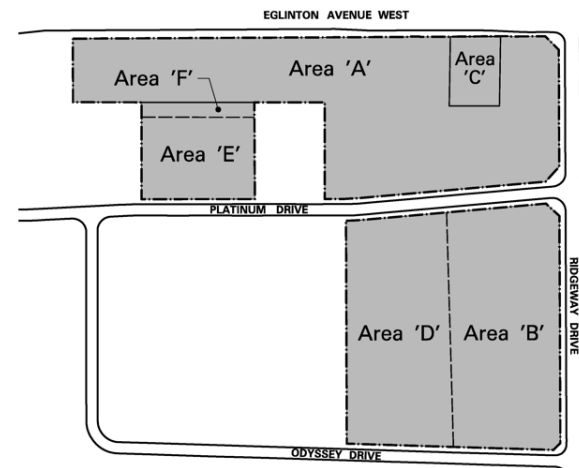 EGLINTON AVENUE WEST
Area 'A'
Area
'C'
Area 'F'
Area 'E'
PLATINUM DRIVE
RIDGEWAY DRIVE
Area 'D'
Area 'B'
ODYSSEY DRIVE